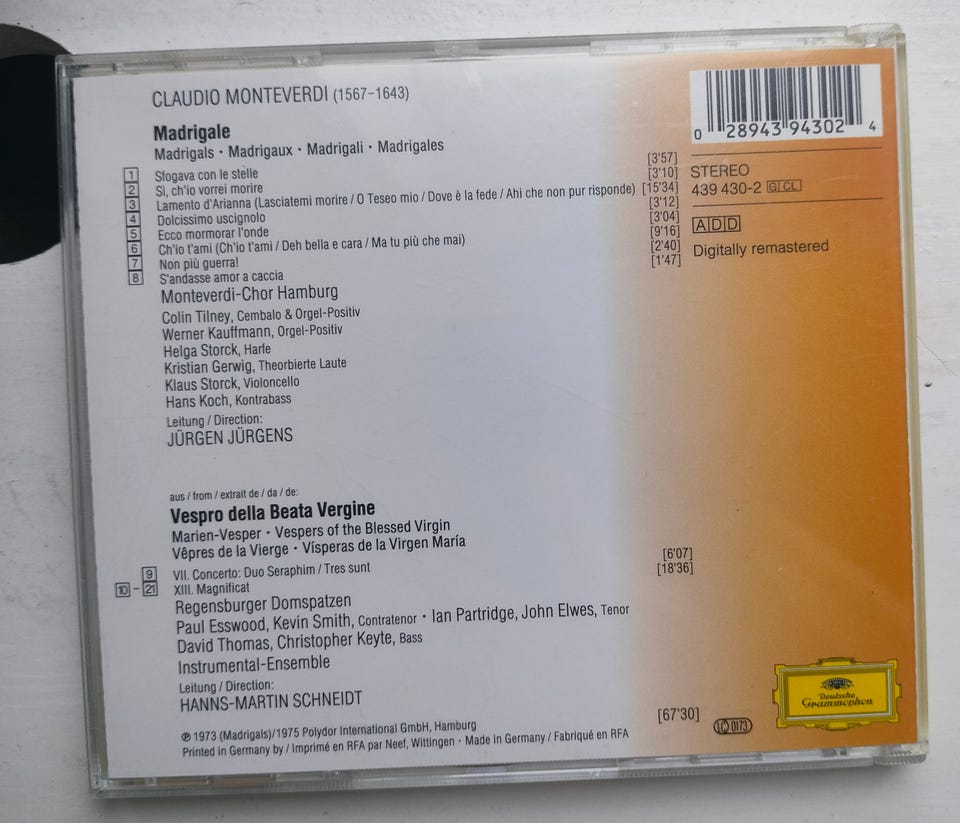 CLAUDIO MONTEVERDI (1567–1643)
Madrigale
Madrigals · Madrigaux · Madrigali · Madrigales
1 Sfogava con le stelle [3'57]
2 Sì, ch'io vorrei morire [3'10]
3 Lamento d'Arianna (Lasciatemi morire / O Teseo mio / Dove è la fede / Ahi che non pur risponde) [15'34]
4 Dolcissimo uscignolo [3'12]
5 Ecco mormorar l'onde [3'04]
6 Ch'io t'ami (Ch'io t'ami / Deh bella e cara / Ma tu più che mai) [9'16]
7 Non più guerra! [2'40]
8 S'andasse amor a caccia [1'47]
Monteverdi-Chor Hamburg
Colin Tilney, Cembalo & Orgel-Positiv
Werner Kauffmann, Orgel-Positiv
Helga Storck, Harfe
Kristian Gerwig, Theorbierte Laute
Klaus Storck, Violoncello
Hans Koch, Kontrabass
Leitung / Direction:
JÜRGEN JÜRGENS
aus / from / extrait de / da / de:
Vespro della Beata Vergine
Marien-Vesper · Vespers of the Blessed Virgin
Vêpres de la Vierge · Vísperas de la Virgen María
9 VII. Concerto: Duo Seraphim / Tres sunt [6'07]
10 – 21 XIII. Magnificat [18'36]
Regensburger Domspatzen
Paul Esswood, Kevin Smith, Contratenor · Ian Partridge, John Elwes, Tenor
David Thomas, Christopher Keyte, Bass
Instrumental-Ensemble
Leitung / Direction:
HANNS-MARTIN SCHNEIDT
[67'30]
℗ 1973 (Madrigals)/1975 Polydor International GmbH, Hamburg
Printed in Germany by / Imprimé en RFA par Neef, Wittingen · Made in Germany / Fabriqué en RFA
0 28943 94302 4
STEREO
439 430-2 G CL
ADD
Digitally remastered
Deutsche
Grammophon
LC 0173